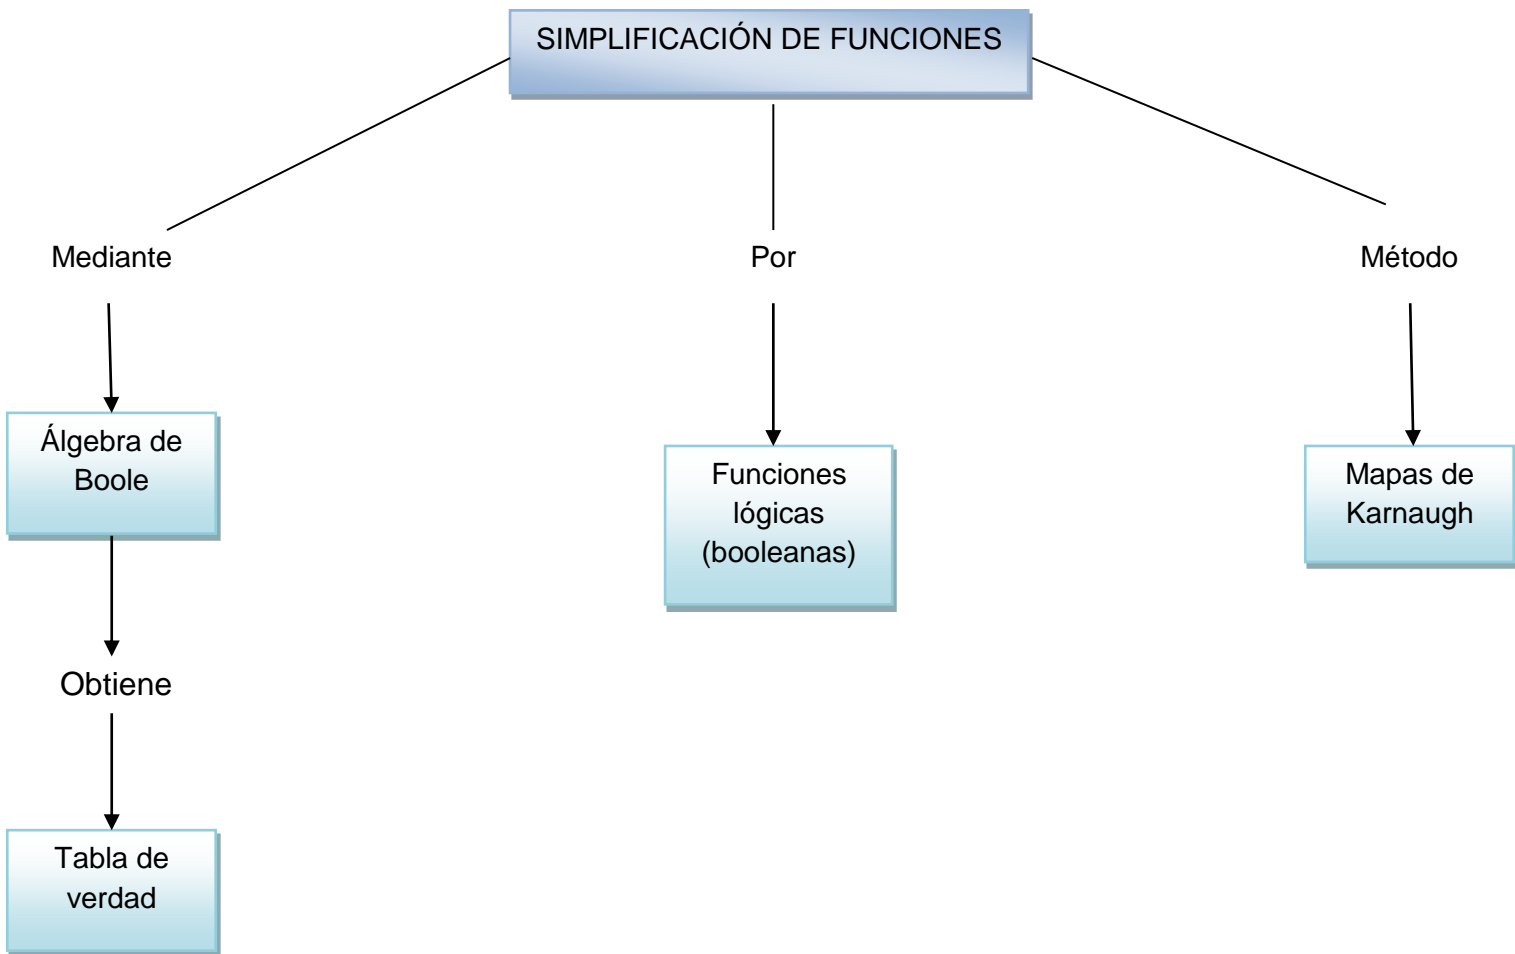 SIMPLIFICACIÓN DE FUNCIONES
Mediante
Por
Método
Álgebra de
Boole
Funciones
lógicas
(booleanas)
Mapas de
Karnaugh
Obtiene
Tabla de
verdad